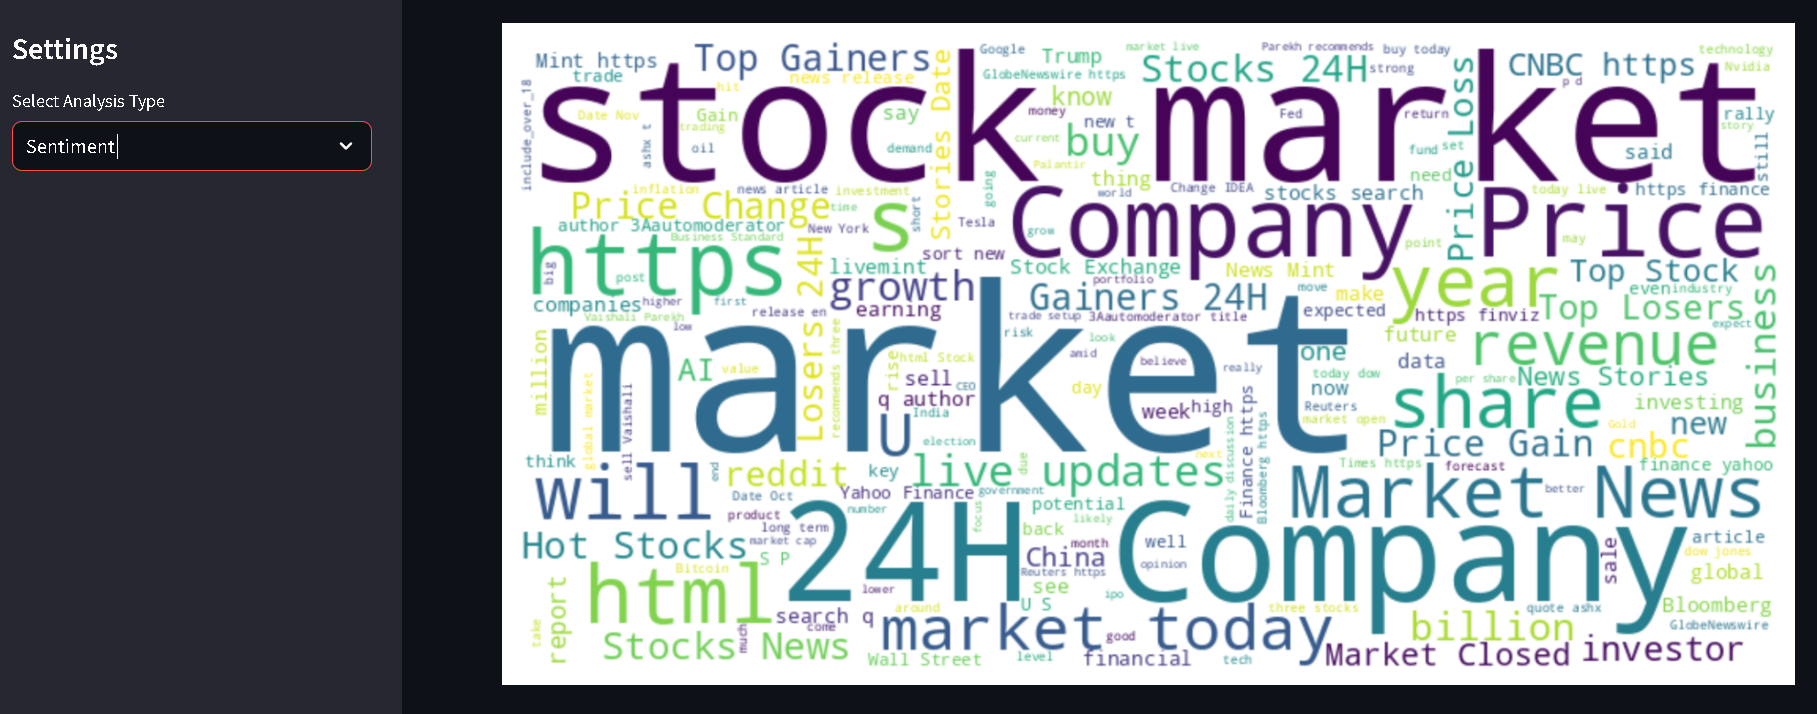 Settings
Select Analysis Type
Sentiment
Mint https
Top Gainers
Google
Trump
market live
Parekh recommends
buy today
CNBC https
technology
trade
news release
GlobeNewswire https
Stocks 24H
strong
p d
Nvidia
include_over_18
hit
Stories Date
stock market
know
Price Loss
Date Nov
Gain
say
money
new t
Fed
return
rally
trading
story
ashx t
oil
demand
current
buy
fund
set
said
still
Palantir
thing
need
inflation
news article
investment
going
world
Change IDEA
stocks search
today live
https finance
Price Change
time
short
s
Company
Price
author 3Aautomoderator
New York
Tesla
grow
Business Standard
point
may
https
Losers 24H
sort new
big
post
livemint
Stock Exchange
News Mint
year
Top Stock
portfolio
growth
Gainers 24H
move
make
even
industry
business
companies
higher
first
release en
earning
expected
https finviz
Top Losers
Vaishali Parekh
low
trade setup
3Aautomoderator title
expect
market
recommends three
risk
look
future
revenue
million
rise
html Stock
amid
believe
one
data
AI
value
really
global market
sell
CEO
day
today dow
per share
News Stories
sell Vaishali
q author
week
high
now
share
India
Reuters
investing
U
market open
Finance https
Gold
new
election
daily discussion
Bloomberg https
Price Gain
cnbc
think
end
reddit
key
live updates
due
next
Times https
forecast
finance yahoo
will
Date Oct
Yahoo Finance
government
Market News
better
number
potential
product
24H
focus
likely
Company
long term
back
Hot Stocks
market cap
month
well
article
S P
China
sale
dow jones
Bitcoin
Reuters https
opinion
global
html
lower
see
ipo
report
U S
around
three stocks
quote ashx
Bloomberg
search q
take
much
come
market today
good
billion
GlobeNewswire
Stocks News
Wall Street
level
financial
tech
Market Closed
investor